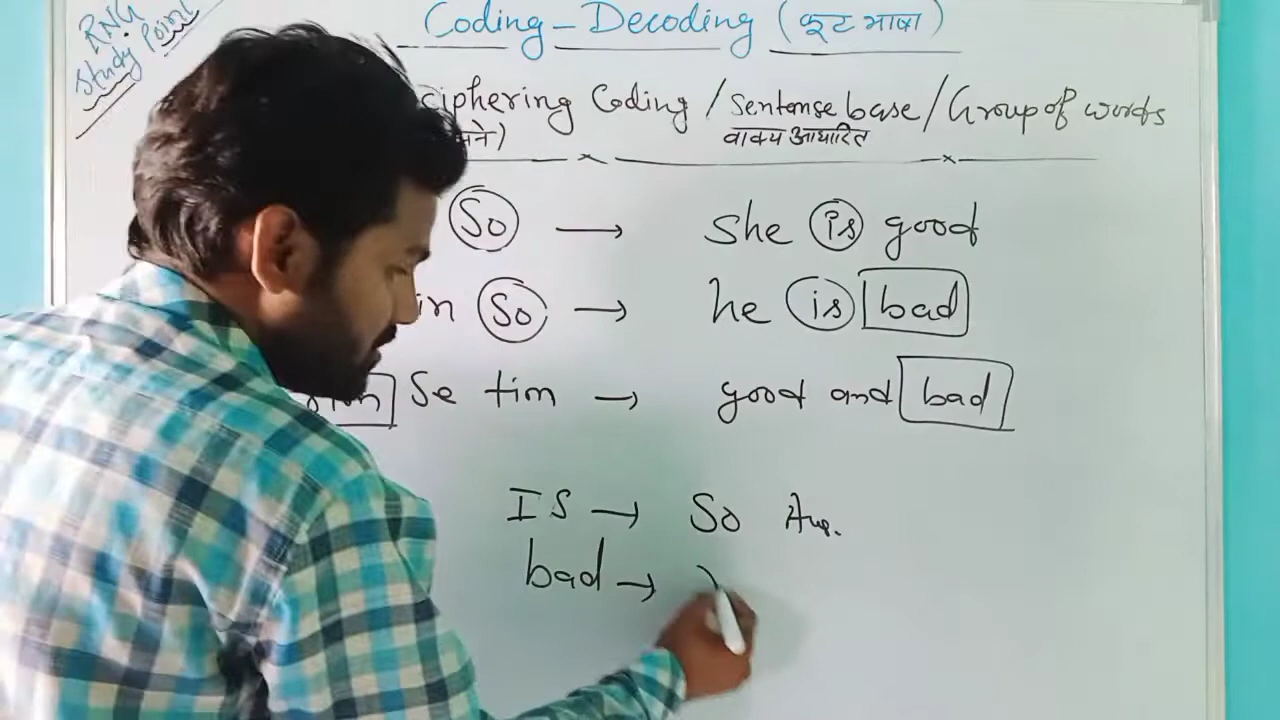 RNG
Study Point
Coding-Decoding (कूट भाषा)
ciphering Coding / Sentense base / Group of words
वाक्य आधारित
So → She is good
in So → he is bad
Se tim → good and bad
IS → So Ans.
bad →